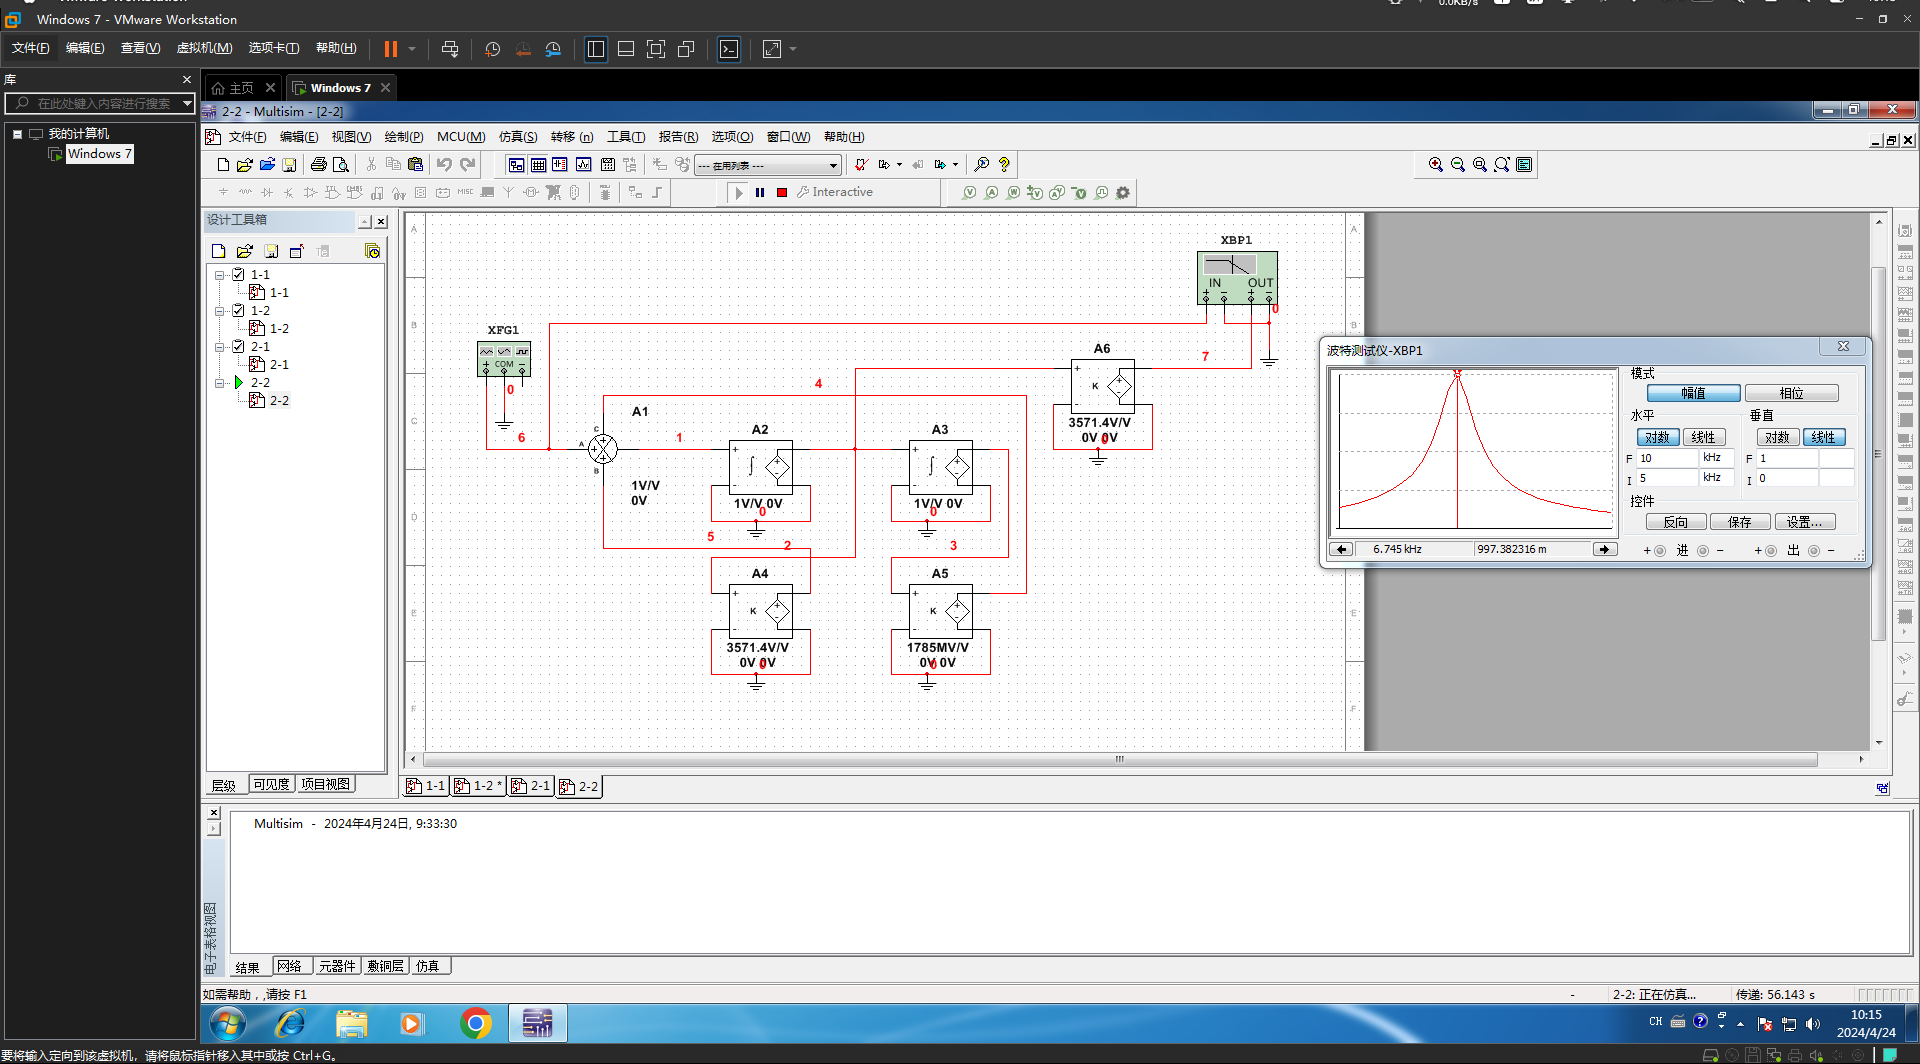 VMware Workstation
0.0KB/s
Windows 7 - VMware Workstation
文件(F) 编辑(E) 查看(V) 虚拟机(M) 选项卡(T) 帮助(H)
库
在此处键入内容进行搜索
我的计算机
Windows 7
主页
Windows 7
2-2 - Multisim - [2-2]
文件(F) 编辑(E) 视图(V) 绘制(P) MCU(M) 仿真(S) 转移 (n) 工具(T) 报告(R) 选项(O) 窗口(W) 帮助(H)
--- 在用列表 ---
MISC
Interactive
设计工具箱
1-1
1-1
1-2
1-2
2-1
2-1
2-2
2-2
层级 可见度 项目视图
A
B
C
D
E
F
A
B
E
F
XFG1
COM
0
6
A1
A
B
C
1V/V
0V
1
4
A2
1V/V 0V
0
A3
1V/V 0V
0
5
2
3
A4
K
3571.4V/V
0V 0V
0
A5
K
1785MV/V
0V 0V
0
A6
K
3571.4V/V
0V 0V
0
7
XBP1
IN OUT
0
波特测试仪-XBP1
模式
幅值 相位
水平 垂直
对数 线性 对数 线性
F 10 kHz F 1
I 5 kHz I 0
控件
反向 保存 设置...
6.745 kHz 997.382316 m
+ 进 - + 出 -
1-1 1-2 * 2-1 2-2
Multisim - 2024年4月24日, 9:33:30
电子表格视图
结果 网络 元器件 敷铜层 仿真
如需帮助，,请按 F1
- 2-2: 正在仿真... 传递: 56.143 s
CH
10:15
2024/4/24
要将输入定向到该虚拟机，请将鼠标指针移入其中或按 Ctrl+G。